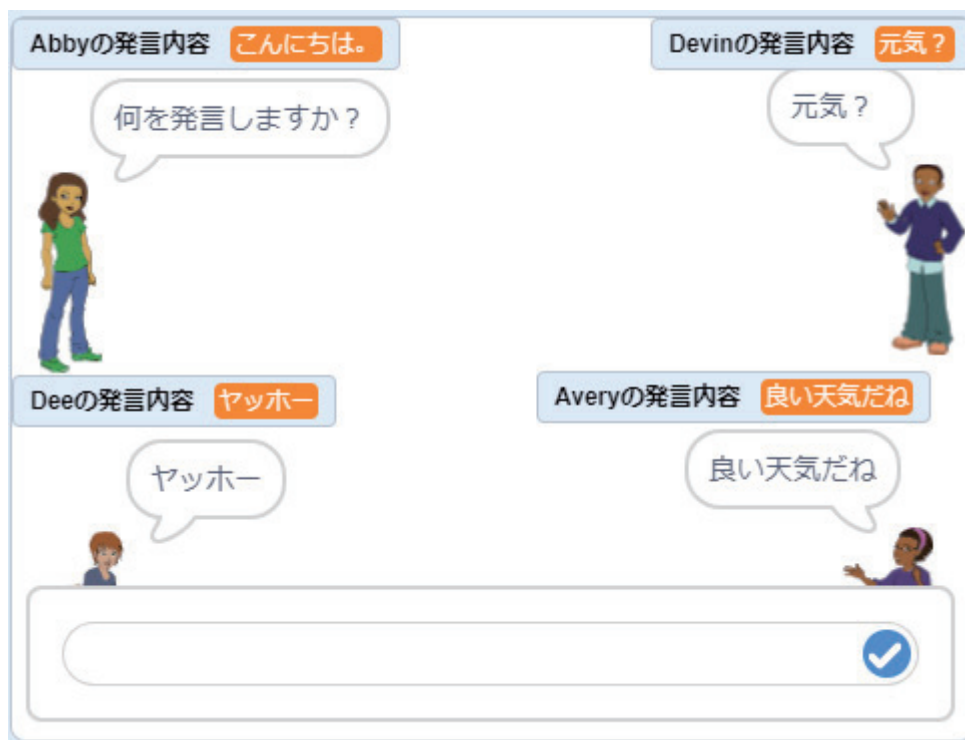 Abbyの発言内容 こんにちは。
Devinの発言内容 元気？
何を発言しますか？
元気？
Deeの発言内容 ヤッホー
Averyの発言内容 良い天気だね
ヤッホー
良い天気だね